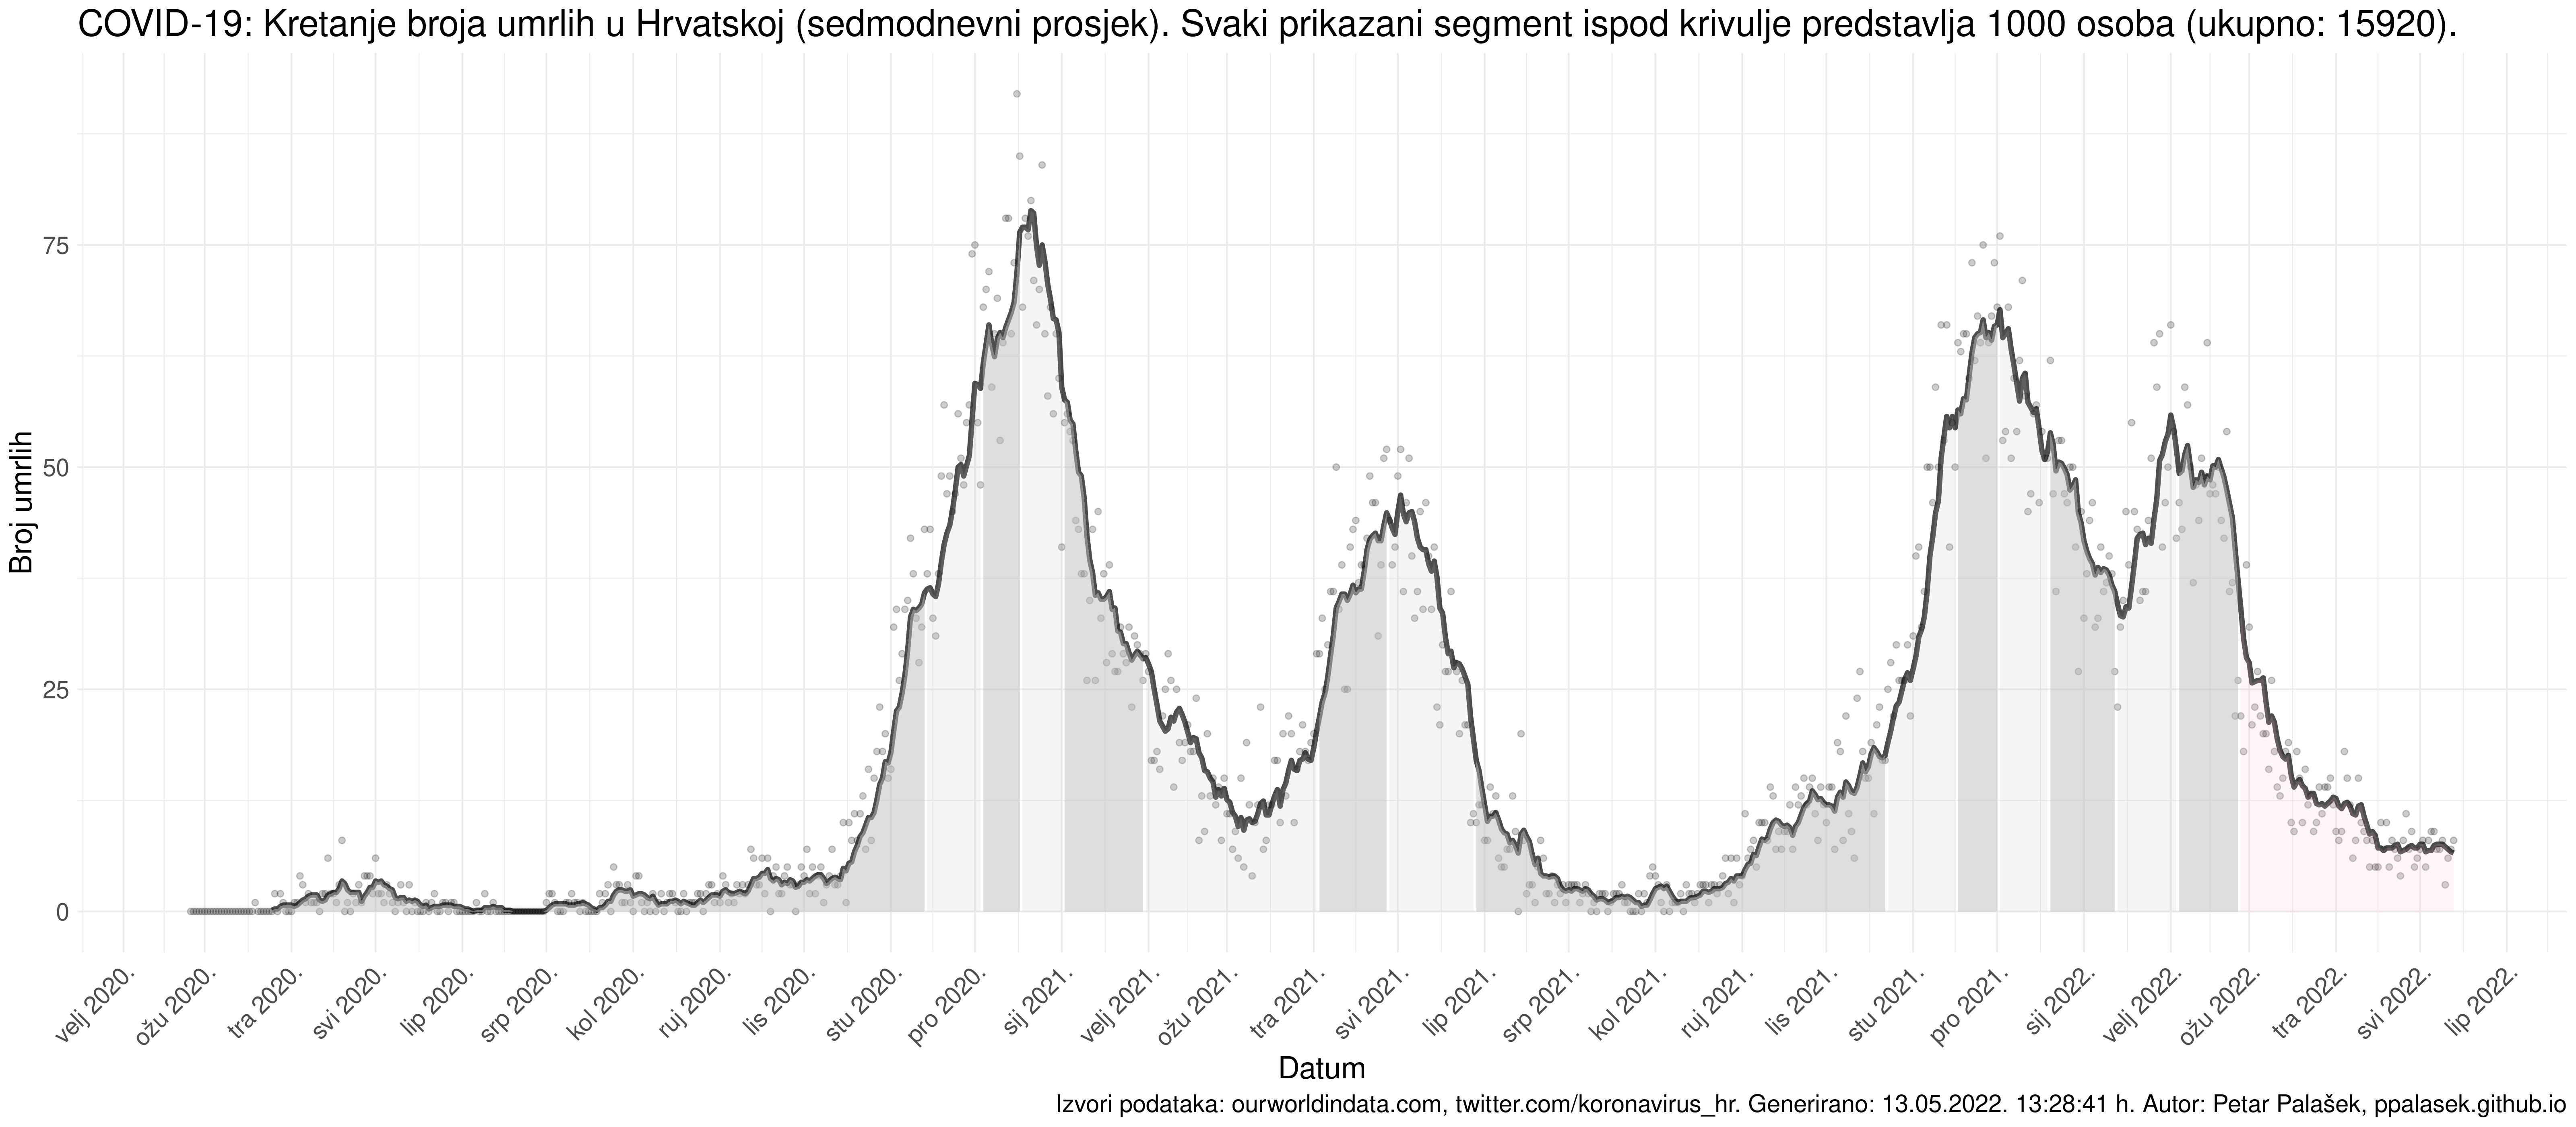 COVID-19: Kretanje broja umrlih u Hrvatskoj (sedmodnevni prosjek). Svaki prikazani segment ispod krivulje predstavlja 1000 osoba (ukupno: 15920).
Broj umrlih
75
50
25
0
velj 2020.
ožu 2020.
tra 2020.
svi 2020.
lip 2020.
srp 2020.
kol 2020.
ruj 2020.
lis 2020.
stu 2020.
pro 2020.
sij 2021.
velj 2021.
ožu 2021.
tra 2021.
svi 2021.
lip 2021.
srp 2021.
kol 2021.
ruj 2021.
lis 2021.
stu 2021.
pro 2021.
sij 2022.
velj 2022.
ožu 2022.
tra 2022.
svi 2022.
lip 2022.
Datum
Izvori podataka: ourworldindata.com, twitter.com/koronavirus_hr. Generirano: 13.05.2022. 13:28:41 h. Autor: Petar Palašek, ppalasek.github.io